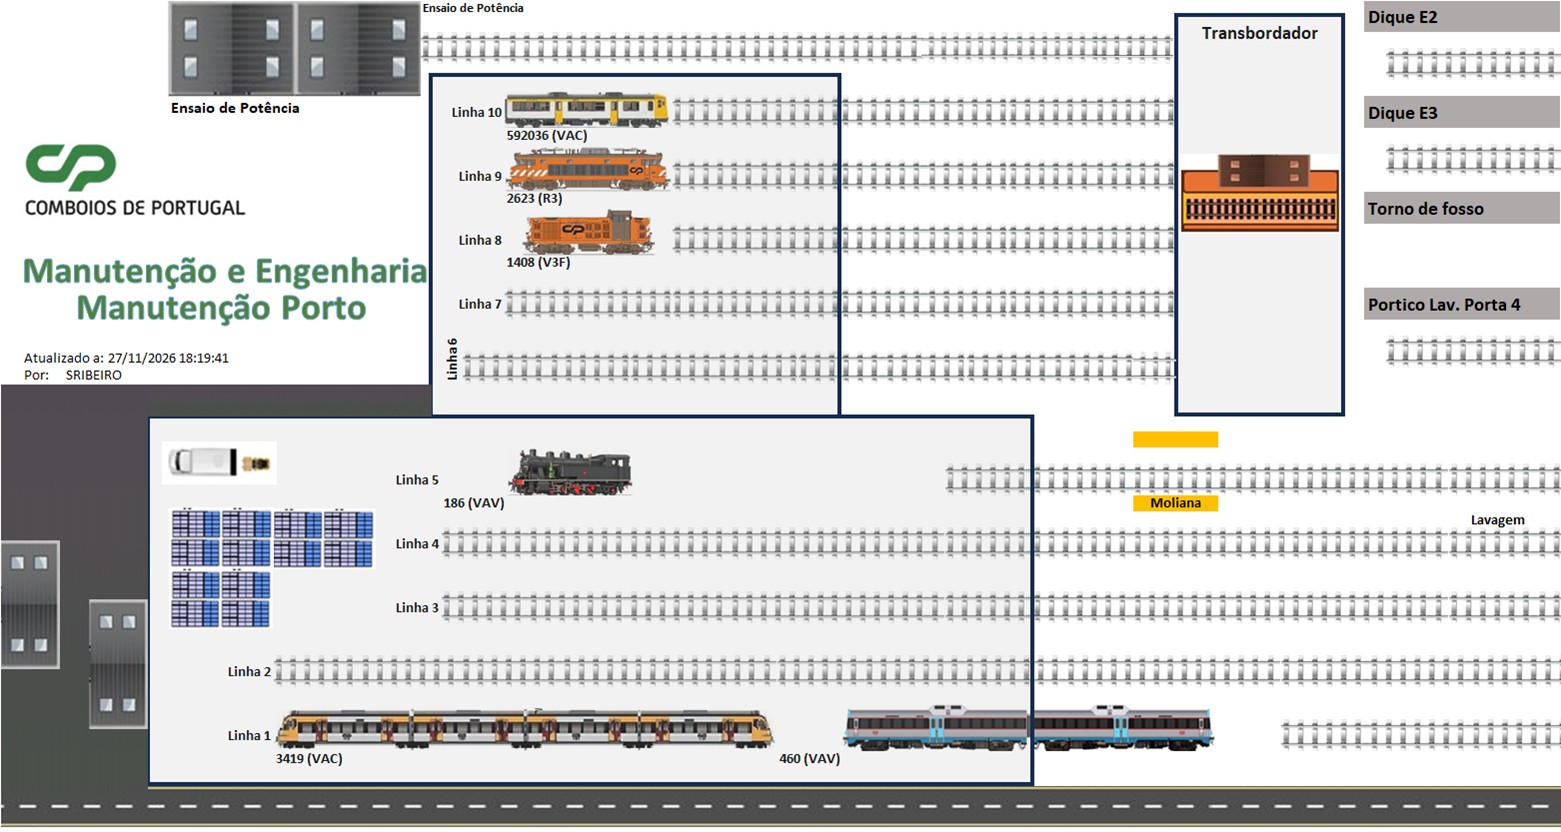 Ensaio de Potência
Transbordador
Dique E2
Ensaio de Potência
Linha 10
592036 (VAC)
Dique E3
COMBOIOS DE PORTUGAL
Linha 9
2623 (R3)
Torno de fosso
Linha 8
1408 (V3F)
Manutenção e Engenharia
Manutenção Porto
Linha 7
Portico Lav. Porta 4
Atualizado a: 27/11/2026 18:19:41
Por: SRIBEIRO
Linha 6
Linha 5
186 (VAV)
Moliana
Lavagem
Linha 4
Linha 3
Linha 2
Linha 1
3419 (VAC)
460 (VAV)